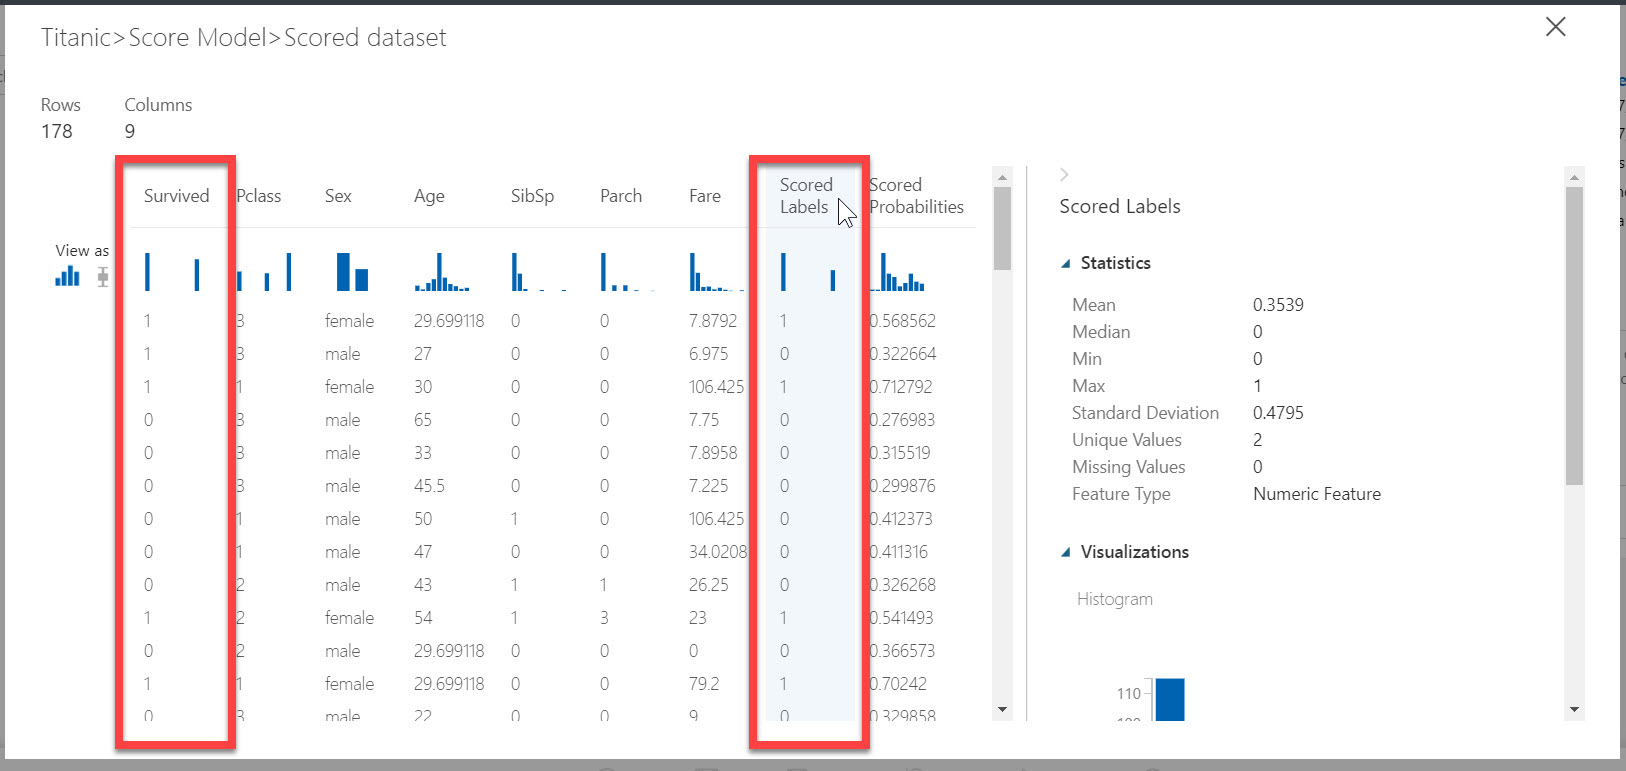 Titanic>Score Model>Scored dataset
Rows Columns
178 9
Survived Pclass Sex Age SibSp Parch Fare Scored Labels Scored Probabilities
View as
1 3 female 29.699118 0 0 7.8792 1 0.568562
1 3 male 27 0 0 6.975 0 0.322664
1 1 female 30 0 0 106.425 1 0.712792
0 3 male 65 0 0 7.75 0 0.276983
0 3 male 33 0 0 7.8958 0 0.315519
0 3 male 45.5 0 0 7.225 0 0.299876
0 1 male 50 1 0 106.425 0 0.412373
0 1 male 47 0 0 34.0208 0 0.411316
0 2 male 43 1 1 26.25 0 0.326268
1 2 female 54 1 3 23 1 0.541493
0 2 male 29.699118 0 0 0 0 0.366573
1 1 female 29.699118 0 0 79.2 1 0.70242
0 3 male 22 0 0 9 0 0.329858
Scored Labels
Statistics
Mean 0.3539
Median 0
Min 0
Max 1
Standard Deviation 0.4795
Unique Values 2
Missing Values 0
Feature Type Numeric Feature
Visualizations
Histogram
110